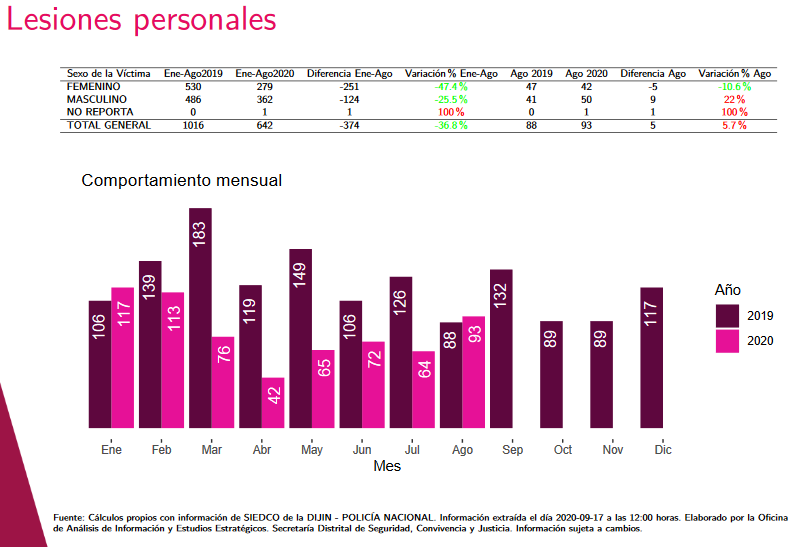 Lesiones personales
Sexo de la Víctima Ene-Ago2019 Ene-Ago2020 Diferencia Ene-Ago Variación % Ene-Ago Ago 2019 Ago 2020 Diferencia Ago Variación % Ago
FEMENINO 530 279 -251 -47.4 % 47 42 -5 -10.6 %
MASCULINO 486 362 -124 -25.5 % 41 50 9 22 %
NO REPORTA 0 1 1 100 % 0 1 1 100 %
TOTAL GENERAL 1016 642 -374 -36.8 % 88 93 5 5.7 %
Comportamiento mensual
106 117 139 113 183 76 119 42 149 65 106 72 126 64 88 93 132 89 89 117
Año
2019
2020
Ene Feb Mar Abr May Jun Jul Ago Sep Oct Nov Dic
Mes
Fuente: Cálculos propios con información de SIEDCO de la DIJIN - POLICÍA NACIONAL. Información extraída el día 2020-09-17 a las 12:00 horas. Elaborado por la Oficina
de Análisis de Información y Estudios Estratégicos. Secretaría Distrital de Seguridad, Convivencia y Justicia. Información sujeta a cambios.